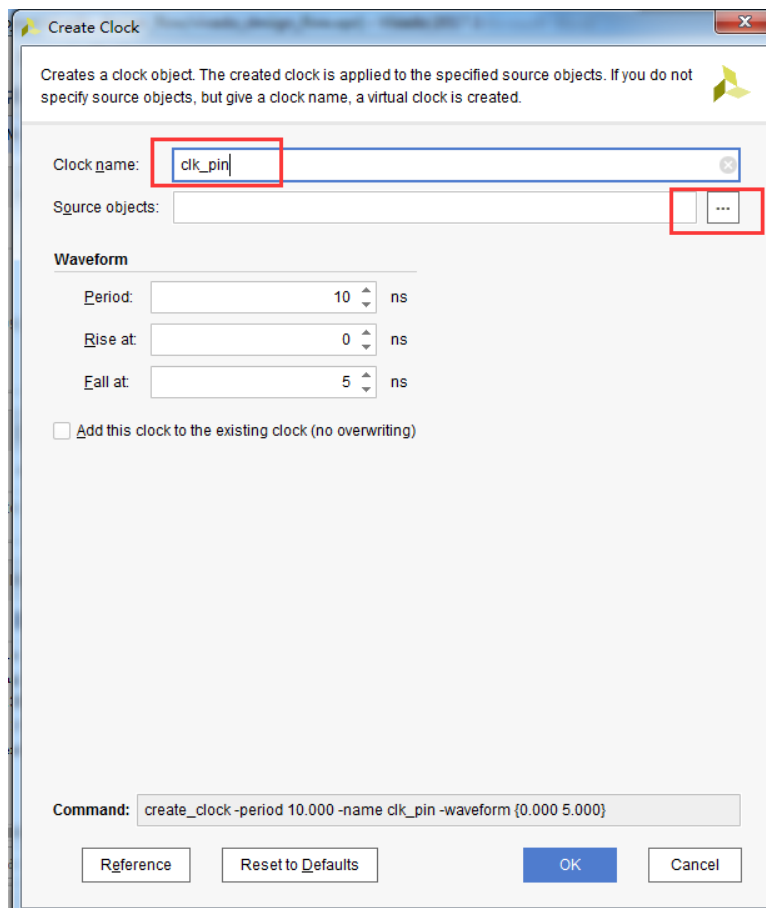 Create Clock
Creates a clock object. The created clock is applied to the specified source objects. If you do not
specify source objects, but give a clock name, a virtual clock is created.
Clock name: clk_pin
Source objects: ...
Waveform
Period: 10 ns
Rise at: 0 ns
Fall at: 5 ns
Add this clock to the existing clock (no overwriting)
Command: create_clock -period 10.000 -name clk_pin -waveform {0.000 5.000}
Reference Reset to Defaults OK Cancel